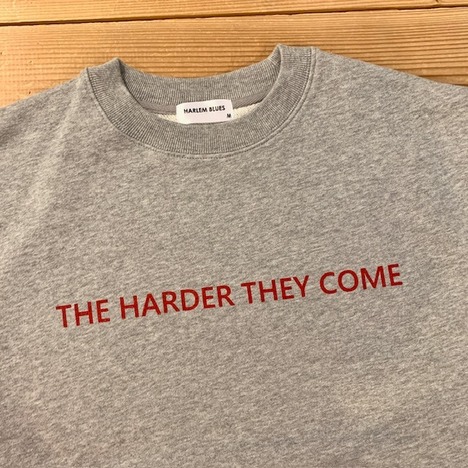 HARLEM BLUES
M
THE HARDER THEY COME